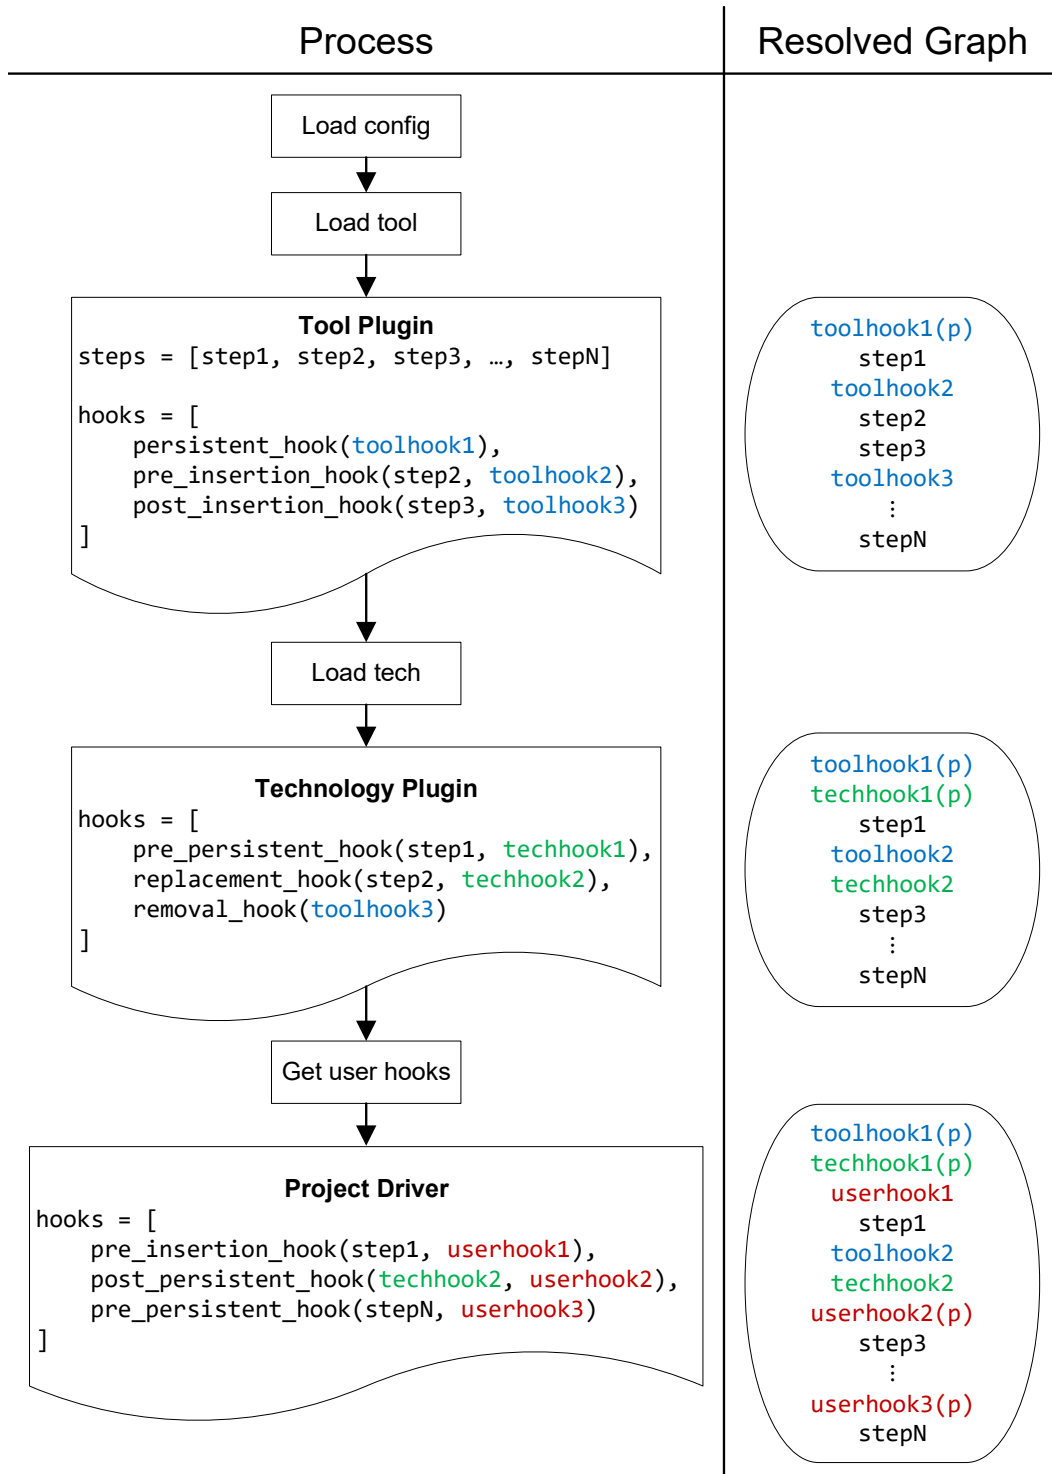 Process
Resolved Graph
Load config
Load tool
Tool Plugin
steps = [step1, step2, step3, …, stepN]
hooks = [
persistent_hook(toolhook1),
pre_insertion_hook(step2, toolhook2),
post_insertion_hook(step3, toolhook3)
]
toolhook1(p)
step1
toolhook2
step2
step3
toolhook3
⋮
stepN
Load tech
Technology Plugin
hooks = [
pre_persistent_hook(step1, techhook1),
replacement_hook(step2, techhook2),
removal_hook(toolhook3)
]
toolhook1(p)
techhook1(p)
step1
toolhook2
techhook2
step3
⋮
stepN
Get user hooks
Project Driver
hooks = [
pre_insertion_hook(step1, userhook1),
post_persistent_hook(techhook2, userhook2),
pre_persistent_hook(stepN, userhook3)
]
toolhook1(p)
techhook1(p)
userhook1
step1
toolhook2
techhook2
userhook2(p)
step3
⋮
userhook3(p)
stepN